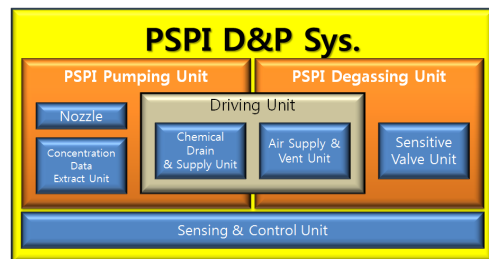 PSPI D&P Sys.
PSPI Pumping Unit
PSPI Degassing Unit
Driving Unit
Nozzle
Concentration
Data
Extract Unit
Chemical
Drain
& Supply Unit
Air Supply &
Vent Unit
Sensitive
Valve Unit
Sensing & Control Unit